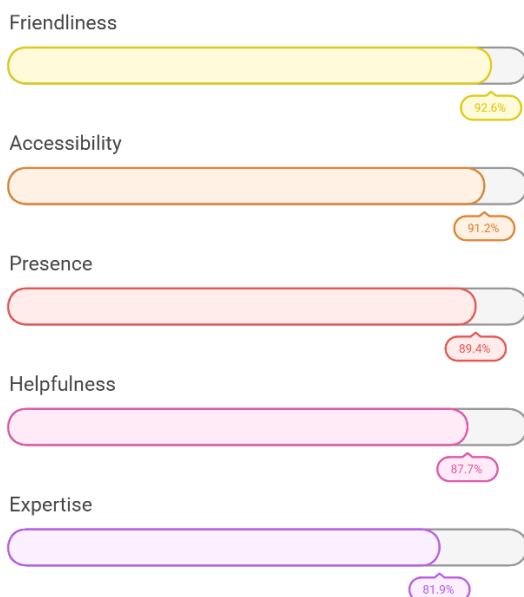 Friendliness
92.6%
Accessibility
91.2%
Presence
89.4%
Helpfulness
87.7%
Expertise
81.9%